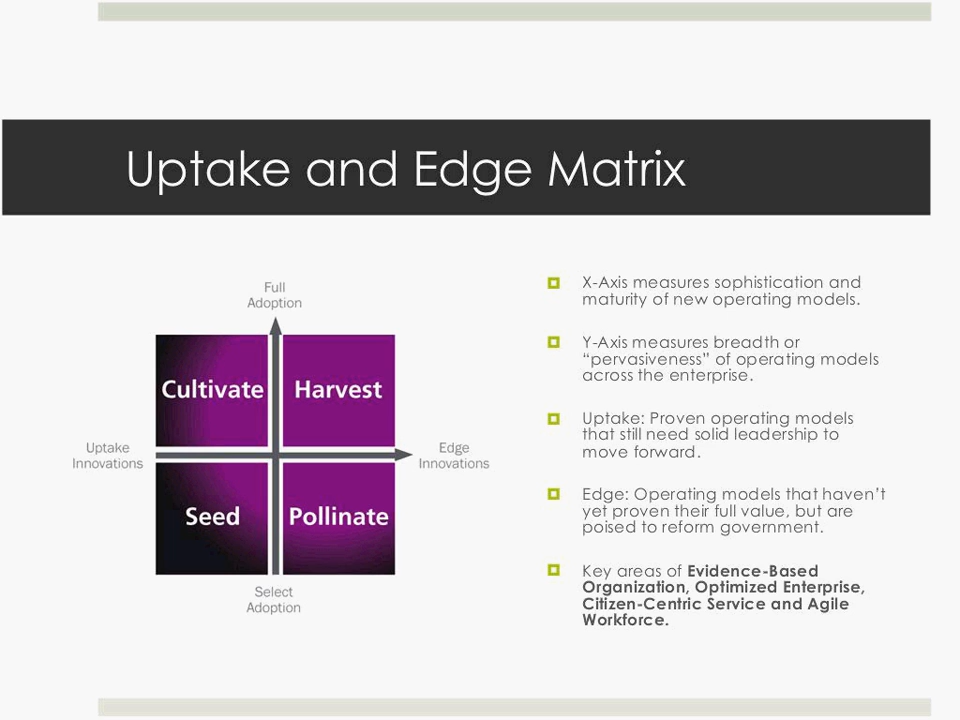 Uptake and Edge Matrix
Full
Adoption
Cultivate
Harvest
Uptake
Innovations
Edge
Innovations
Seed
Pollinate
Select
Adoption
X-Axis measures sophistication and
maturity of new operating models.
Y-Axis measures breadth or
“pervasiveness” of operating models
across the enterprise.
Uptake: Proven operating models
that still need solid leadership to
move forward.
Edge: Operating models that haven’t
yet proven their full value, but are
poised to reform government.
Key areas of Evidence-Based
Organization, Optimized Enterprise,
Citizen-Centric Service and Agile
Workforce.